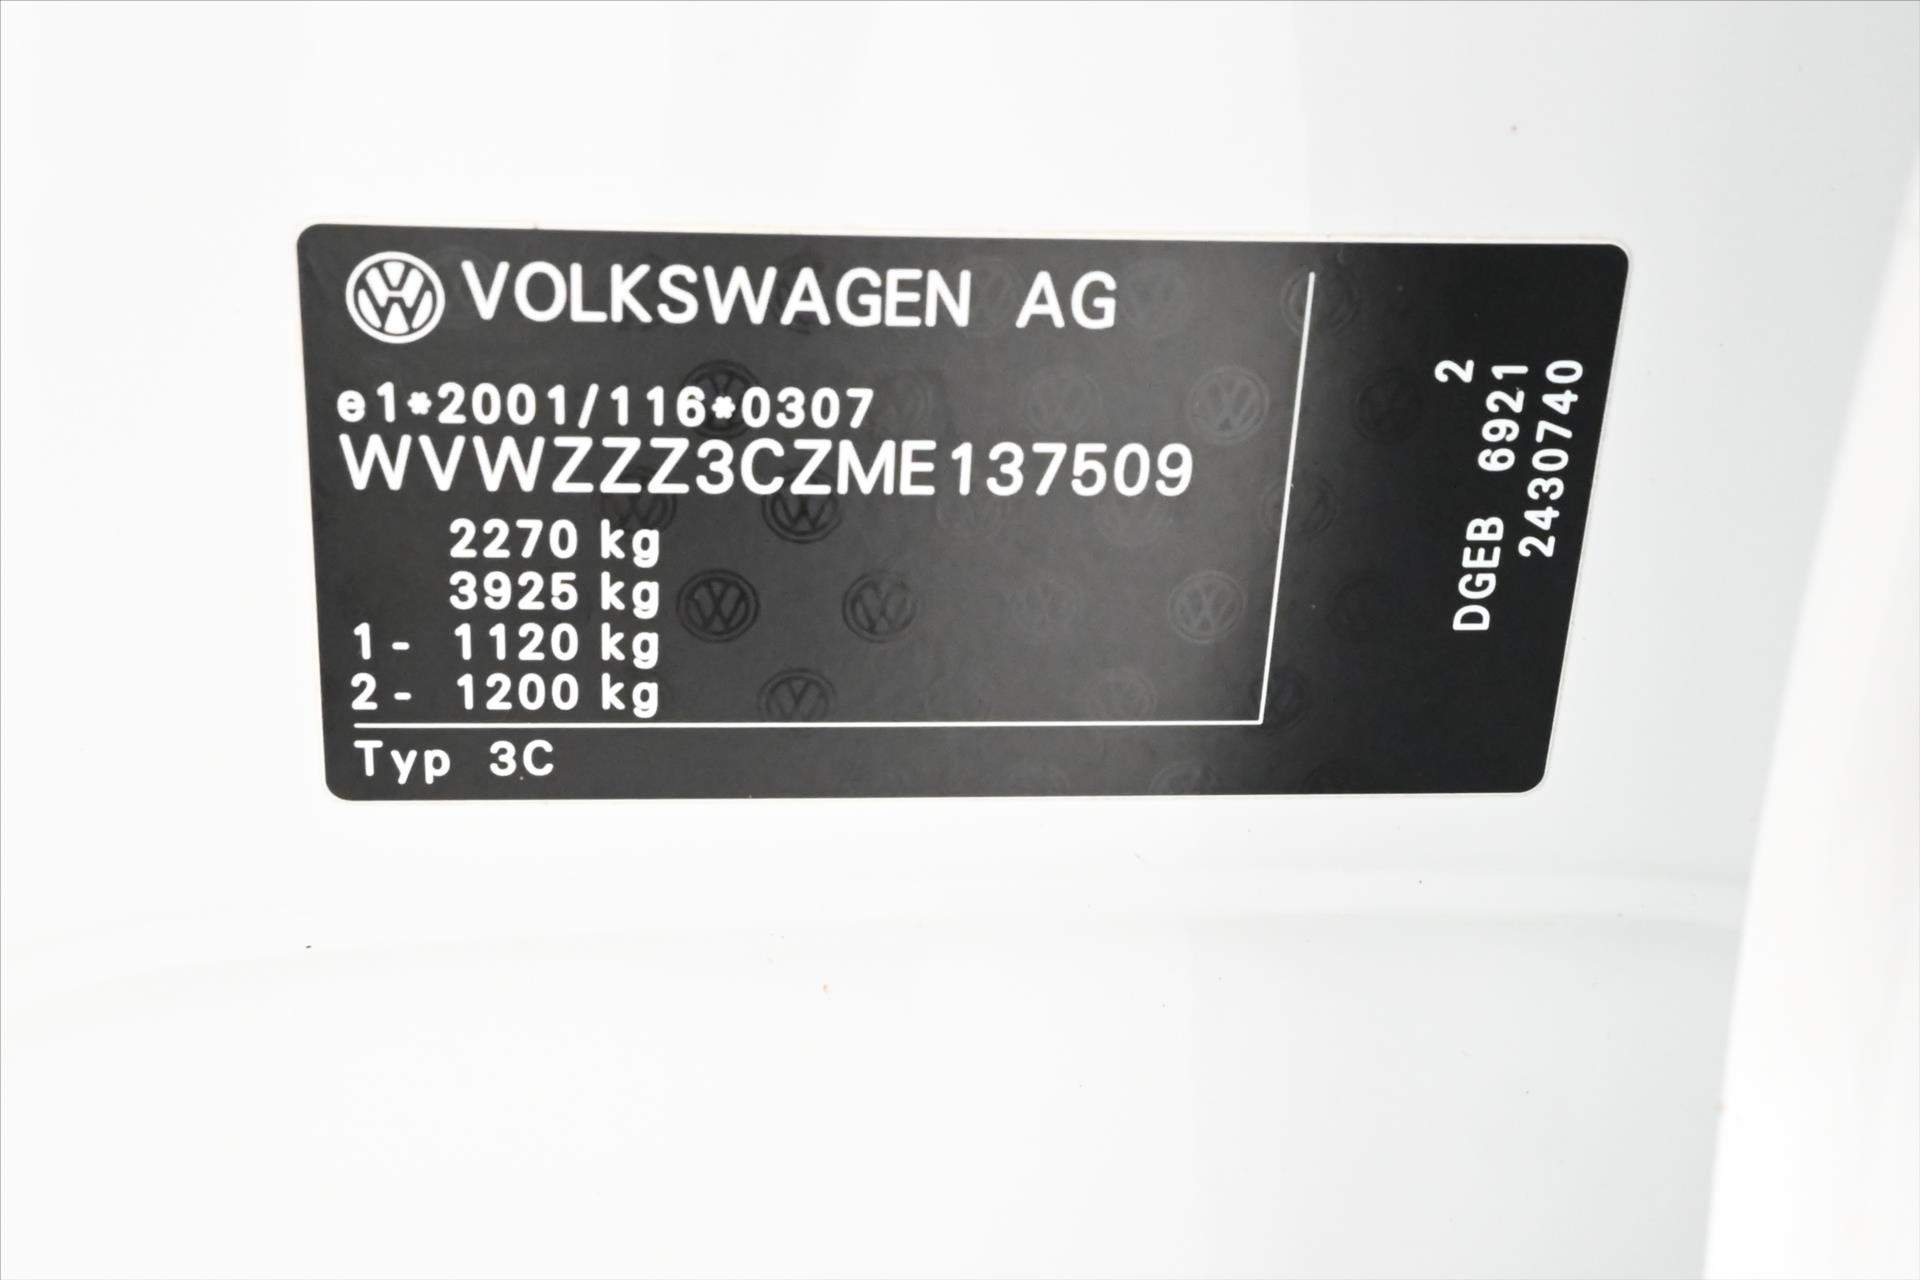 VOLKSWAGEN AG
e1*2001/116*0307
WVWZZZ3CZME137509
2270 kg
3925 kg
1- 1120 kg
2- 1200 kg
Typ 3C
2
DGEB 6921
2430740